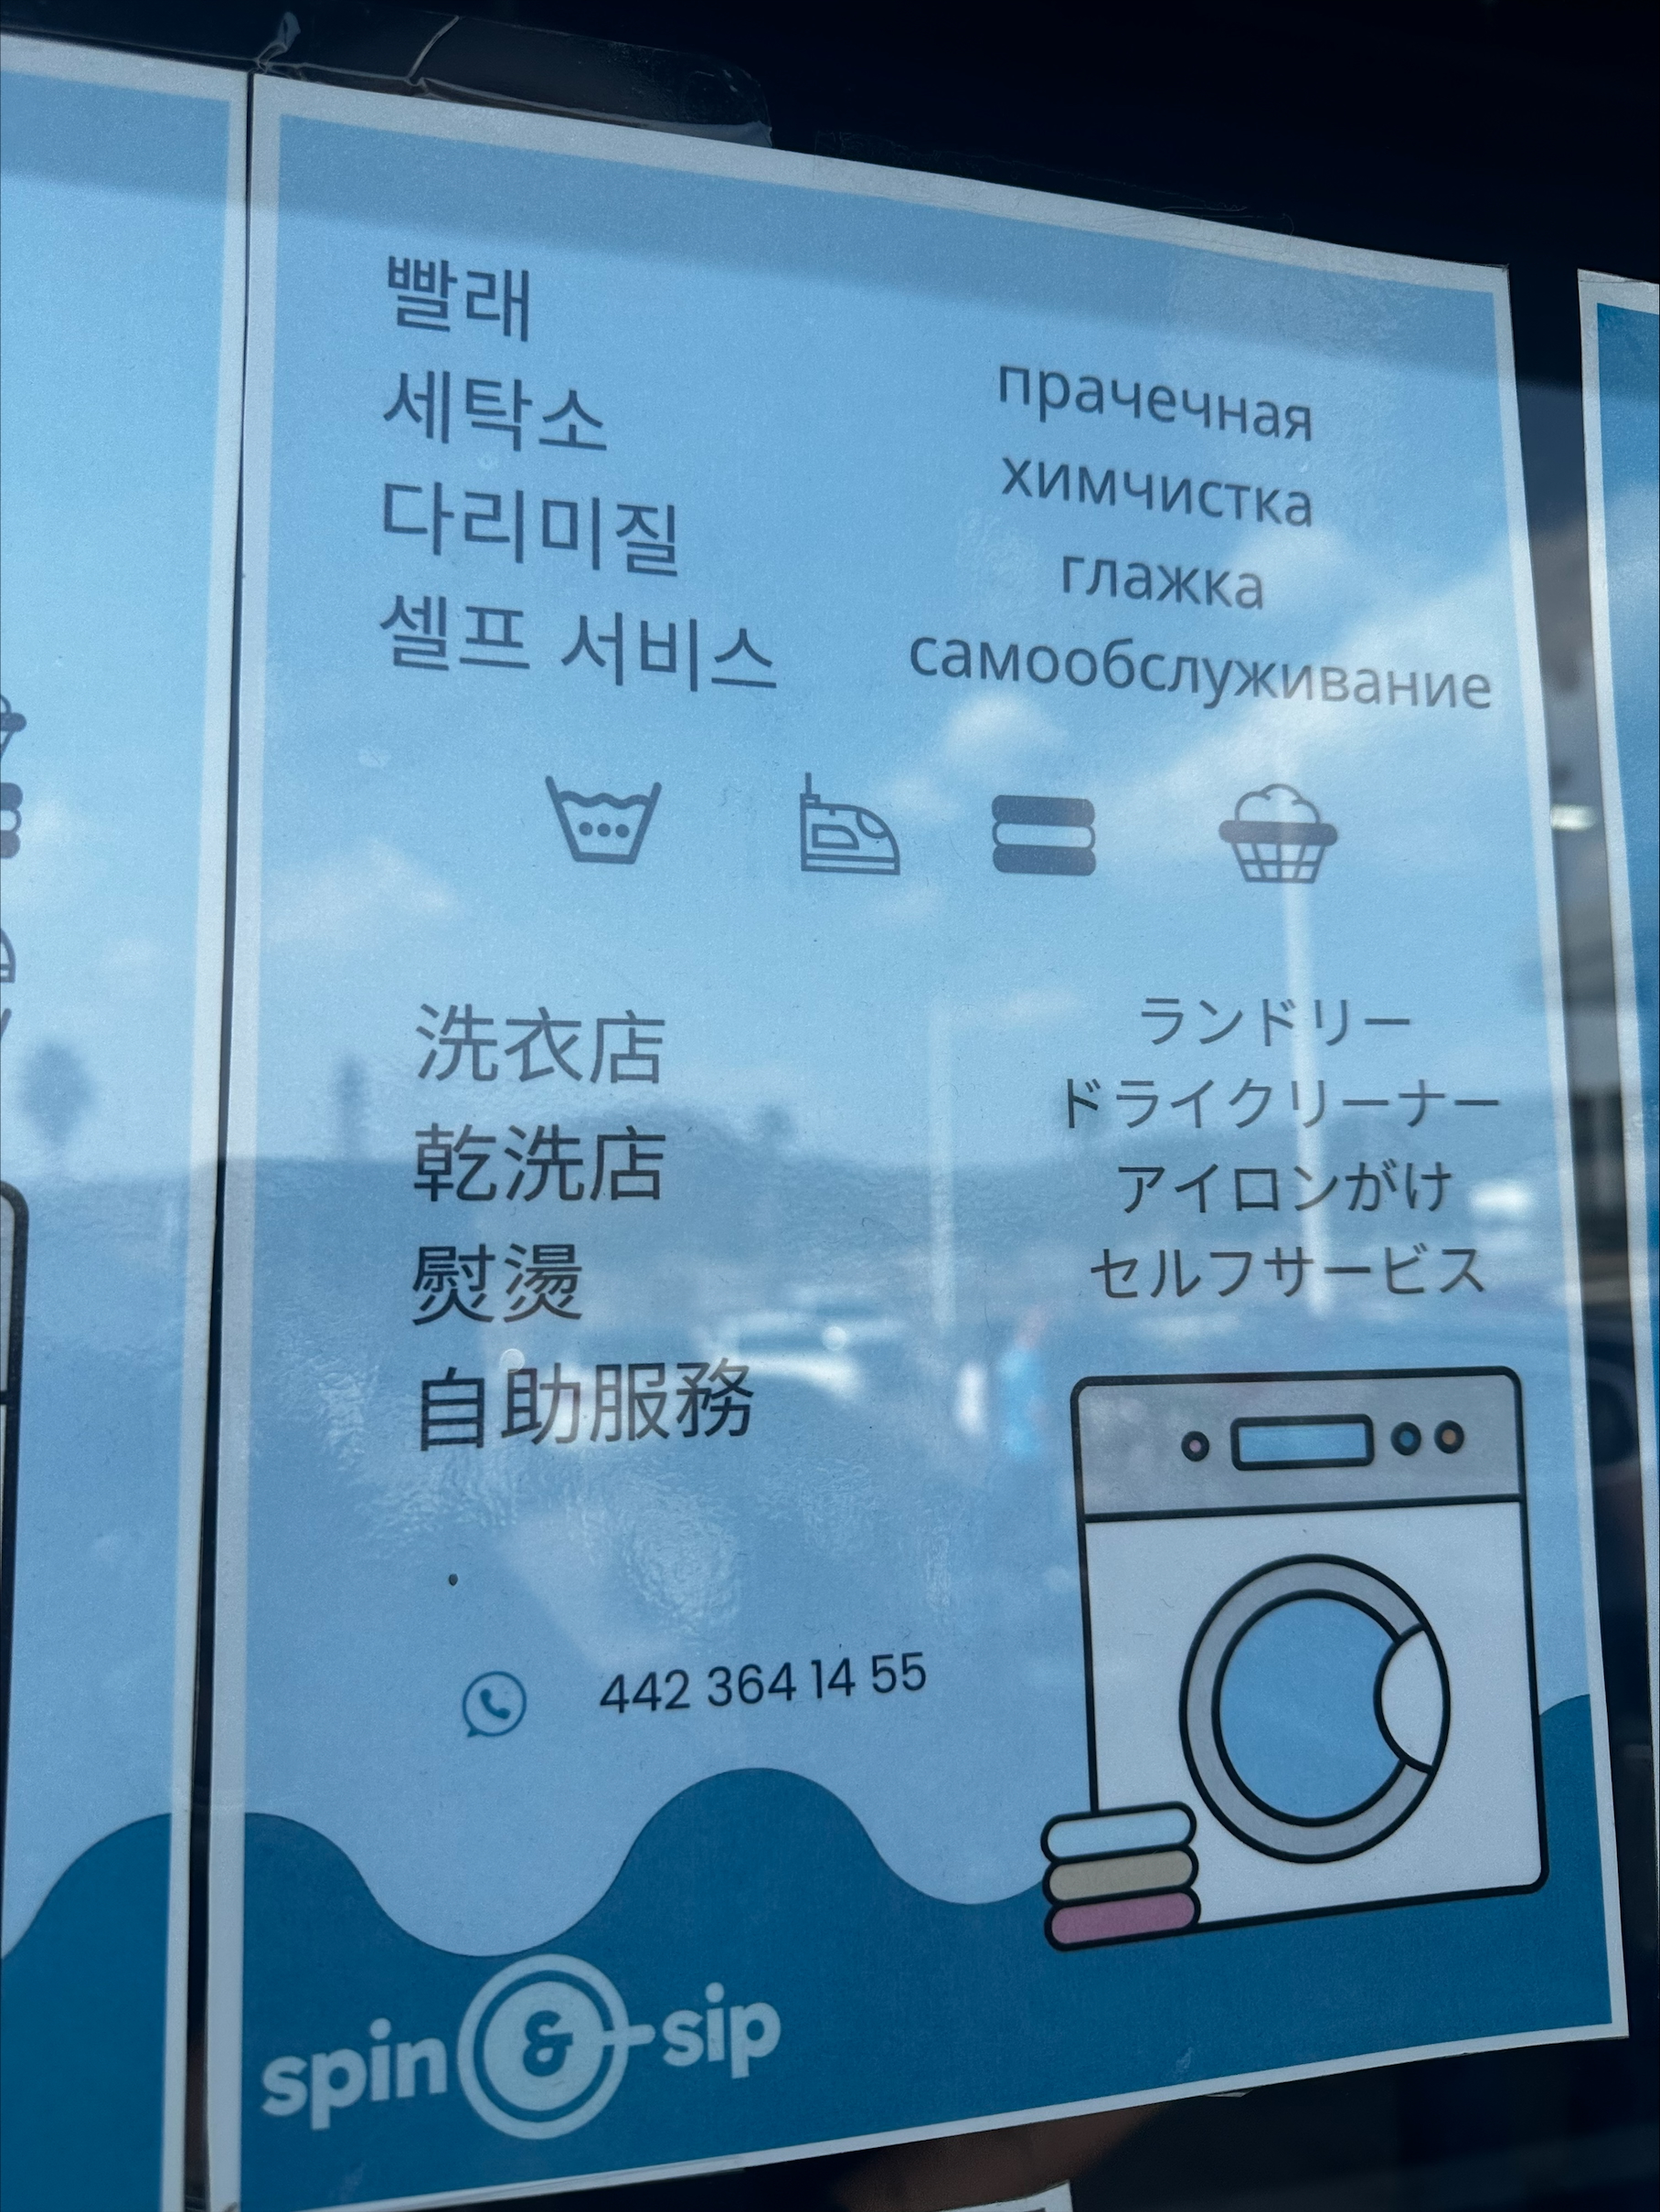 빨래
세탁소
다리미질
셀프 서비스
прачечная
химчистка
глажка
самообслуживание
洗衣店
乾洗店
熨燙
自助服務
ランドリー
ドライクリーナー
アイロンがけ
セルフサービス
442 364 14 55
spin & sip